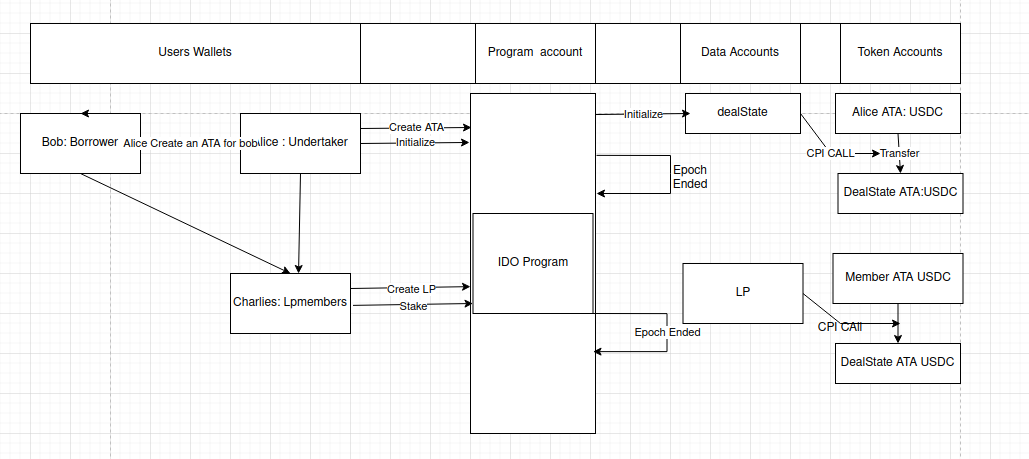 Users Wallets
Program account
Data Accounts
Token Accounts
Bob: Borrower
Alice Create an ATA for bob
lice : Undertaker
Create ATA
Initialize
Initialize
dealState
Alice ATA: USDC
CPI CALL
Transfer
Epoch
Ended
DealState ATA:USDC
IDO Program
Charlies: Lpmembers
Create LP
Stake
Epoch Ended
LP
Member ATA USDC
CPI CAll
DealState ATA USDC